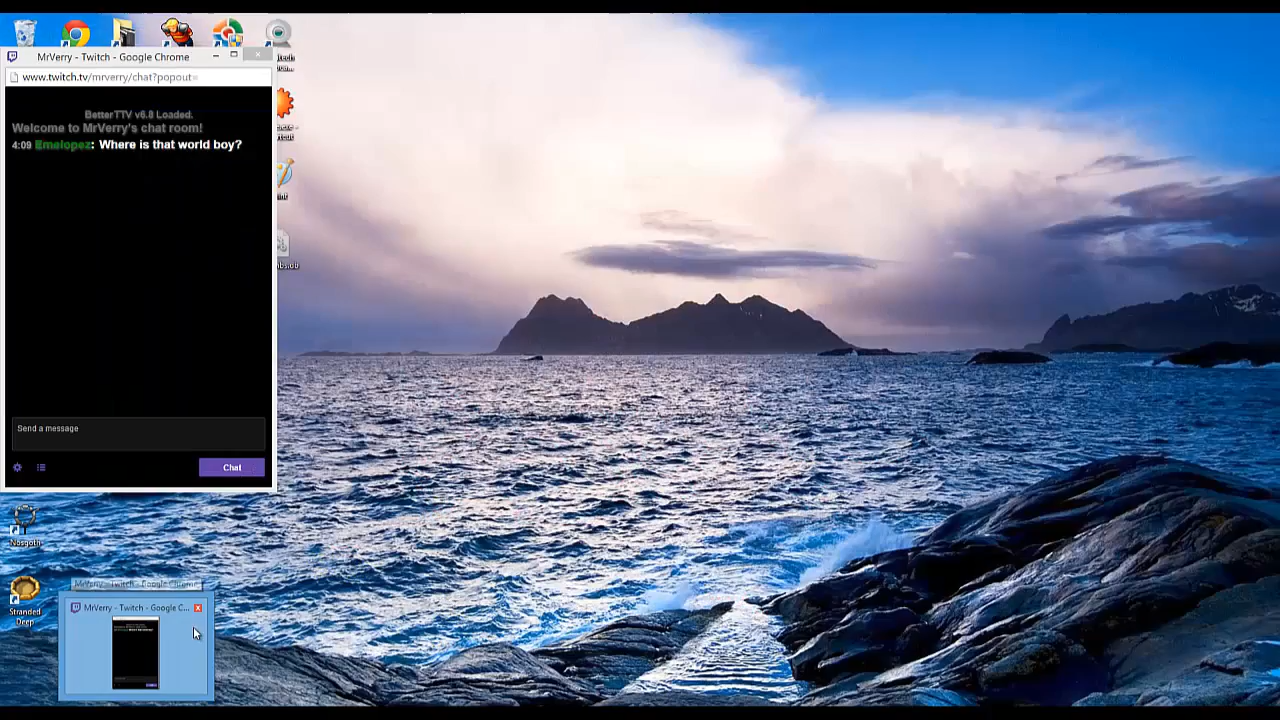 MrVerry - Twitch - Google Chrome
www.twitch.tv/mrverry/chat?popout=
BetterTTV v6.8 Loaded.
Welcome to MrVerry's chat room!
4:09 Emelopez: Where is that world boy?
Send a message
Chat
Nosgoth
Stranded
Deep
MrVerry - Twitch - Google Chrome
MrVerry - Twitch - Google C...